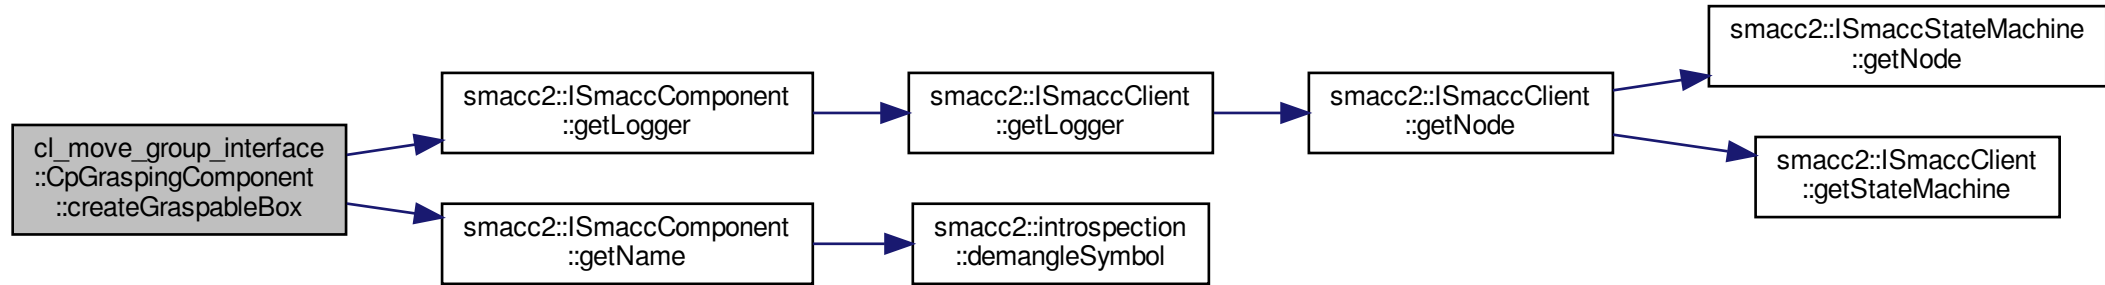 cl_move_group_interface
::CpGraspingComponent
::createGraspableBox
smacc2::ISmaccComponent
::getLogger
smacc2::ISmaccClient
::getLogger
smacc2::ISmaccClient
::getNode
smacc2::ISmaccStateMachine
::getNode
smacc2::ISmaccClient
::getStateMachine
smacc2::ISmaccComponent
::getName
smacc2::introspection
::demangleSymbol